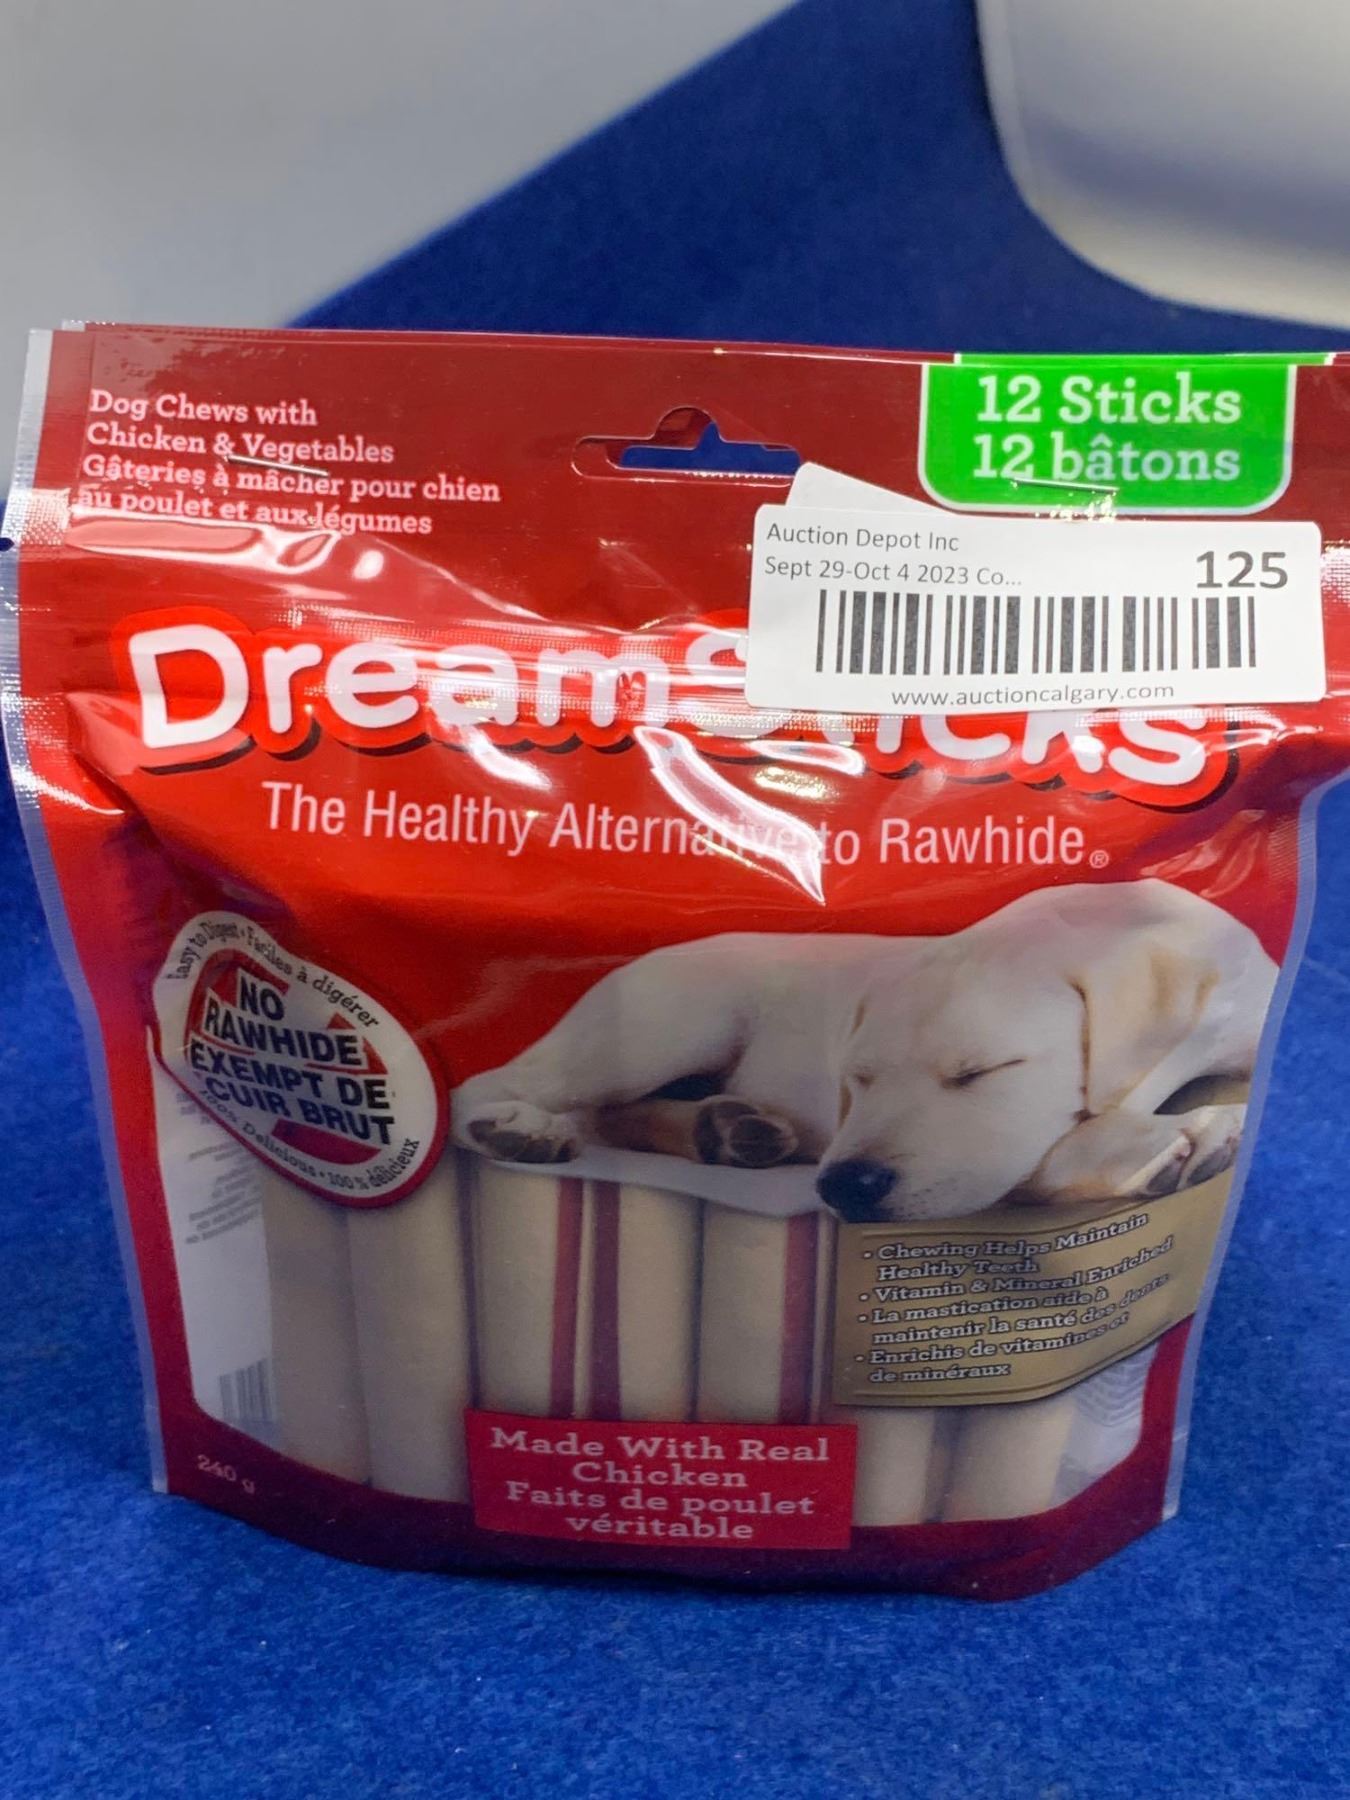 Dog Chews with
Chicken & Vegetables
Gâteries à mâcher pour chien
au poulet et aux légumes
12 Sticks
12 bâtons
Auction Depot Inc
Sept 29-Oct 4 2023 Co...
125
www.auctioncalgary.com
DreamSticks
The Healthy Alternative to Rawhide®
Easy to Digest • Faciles à digérer
NO
RAWHIDE
EXEMPT DE
CUIR BRUT
100% Delicious • 100 % délicieux
• Chewing Helps Maintain
Healthy Teeth
• Vitamin & Mineral Enriched
• La mastication aide à
maintenir la santé des dents
• Enrichis de vitamines et
de minéraux
Made With Real
Chicken
Faits de poulet
véritable
240 g